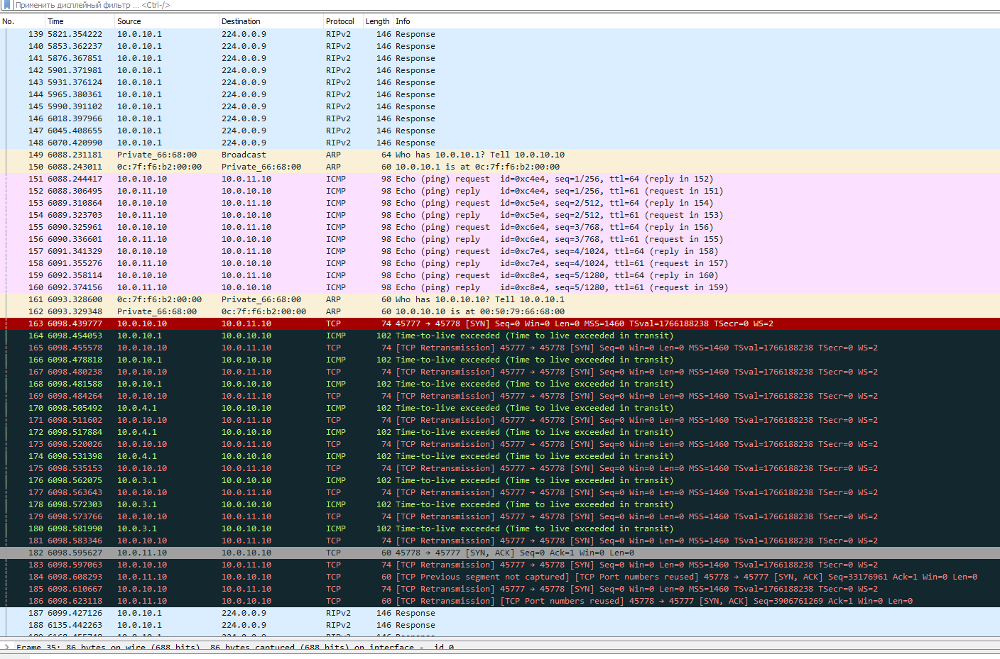 Применить дисплейный фильтр ... <Ctrl-/>
No. Time Source Destination Protocol Length Info
139 5821.354222 10.0.10.1 224.0.0.9 RIPv2 146 Response
140 5853.362237 10.0.10.1 224.0.0.9 RIPv2 146 Response
141 5876.367851 10.0.10.1 224.0.0.9 RIPv2 146 Response
142 5901.371981 10.0.10.1 224.0.0.9 RIPv2 146 Response
143 5931.376124 10.0.10.1 224.0.0.9 RIPv2 146 Response
144 5965.380361 10.0.10.1 224.0.0.9 RIPv2 146 Response
145 5990.391102 10.0.10.1 224.0.0.9 RIPv2 146 Response
146 6018.397966 10.0.10.1 224.0.0.9 RIPv2 146 Response
147 6045.408655 10.0.10.1 224.0.0.9 RIPv2 146 Response
148 6070.420990 10.0.10.1 224.0.0.9 RIPv2 146 Response
149 6088.231181 Private_66:68:00 Broadcast ARP 64 Who has 10.0.10.1? Tell 10.0.10.10
150 6088.243011 0c:7f:f6:b2:00:00 Private_66:68:00 ARP 60 10.0.10.1 is at 0c:7f:f6:b2:00:00
151 6088.244417 10.0.10.10 10.0.11.10 ICMP 98 Echo (ping) request id=0xc4e4, seq=1/256, ttl=64 (reply in 152)
152 6088.306495 10.0.11.10 10.0.10.10 ICMP 98 Echo (ping) reply id=0xc4e4, seq=1/256, ttl=61 (request in 151)
153 6089.310864 10.0.10.10 10.0.11.10 ICMP 98 Echo (ping) request id=0xc5e4, seq=2/512, ttl=64 (reply in 154)
154 6089.323703 10.0.11.10 10.0.10.10 ICMP 98 Echo (ping) reply id=0xc5e4, seq=2/512, ttl=61 (request in 153)
155 6090.325961 10.0.10.10 10.0.11.10 ICMP 98 Echo (ping) request id=0xc6e4, seq=3/768, ttl=64 (reply in 156)
156 6090.336601 10.0.11.10 10.0.10.10 ICMP 98 Echo (ping) reply id=0xc6e4, seq=3/768, ttl=61 (request in 155)
157 6091.341329 10.0.10.10 10.0.11.10 ICMP 98 Echo (ping) request id=0xc7e4, seq=4/1024, ttl=64 (reply in 158)
158 6091.355276 10.0.11.10 10.0.10.10 ICMP 98 Echo (ping) reply id=0xc7e4, seq=4/1024, ttl=61 (request in 157)
159 6092.358114 10.0.10.10 10.0.11.10 ICMP 98 Echo (ping) request id=0xc8e4, seq=5/1280, ttl=64 (reply in 160)
160 6092.374156 10.0.11.10 10.0.10.10 ICMP 98 Echo (ping) reply id=0xc8e4, seq=5/1280, ttl=61 (request in 159)
161 6093.328600 0c:7f:f6:b2:00:00 Private_66:68:00 ARP 60 Who has 10.0.10.10? Tell 10.0.10.1
162 6093.329348 Private_66:68:00 0c:7f:f6:b2:00:00 ARP 60 10.0.10.10 is at 00:50:79:66:68:00
163 6098.439777 10.0.10.10 10.0.11.10 TCP 74 45777 → 45778 [SYN] Seq=0 Win=0 Len=0 MSS=1460 TSval=1766188238 TSecr=0 WS=2
164 6098.454053 10.0.10.1 10.0.10.10 ICMP 102 Time-to-live exceeded (Time to live exceeded in transit)
165 6098.455578 10.0.10.10 10.0.11.10 TCP 74 [TCP Retransmission] 45777 → 45778 [SYN] Seq=0 Win=0 Len=0 MSS=1460 TSval=1766188238 TSecr=0 WS=2
166 6098.478818 10.0.10.1 10.0.10.10 ICMP 102 Time-to-live exceeded (Time to live exceeded in transit)
167 6098.480238 10.0.10.10 10.0.11.10 TCP 74 [TCP Retransmission] 45777 → 45778 [SYN] Seq=0 Win=0 Len=0 MSS=1460 TSval=1766188238 TSecr=0 WS=2
168 6098.481588 10.0.10.1 10.0.10.10 ICMP 102 Time-to-live exceeded (Time to live exceeded in transit)
169 6098.484264 10.0.10.10 10.0.11.10 TCP 74 [TCP Retransmission] 45777 → 45778 [SYN] Seq=0 Win=0 Len=0 MSS=1460 TSval=1766188238 TSecr=0 WS=2
170 6098.505492 10.0.4.1 10.0.10.10 ICMP 102 Time-to-live exceeded (Time to live exceeded in transit)
171 6098.511602 10.0.10.10 10.0.11.10 TCP 74 [TCP Retransmission] 45777 → 45778 [SYN] Seq=0 Win=0 Len=0 MSS=1460 TSval=1766188238 TSecr=0 WS=2
172 6098.517884 10.0.4.1 10.0.10.10 ICMP 102 Time-to-live exceeded (Time to live exceeded in transit)
173 6098.520026 10.0.10.10 10.0.11.10 TCP 74 [TCP Retransmission] 45777 → 45778 [SYN] Seq=0 Win=0 Len=0 MSS=1460 TSval=1766188238 TSecr=0 WS=2
174 6098.531398 10.0.4.1 10.0.10.10 ICMP 102 Time-to-live exceeded (Time to live exceeded in transit)
175 6098.535153 10.0.10.10 10.0.11.10 TCP 74 [TCP Retransmission] 45777 → 45778 [SYN] Seq=0 Win=0 Len=0 MSS=1460 TSval=1766188238 TSecr=0 WS=2
176 6098.562075 10.0.3.1 10.0.10.10 ICMP 102 Time-to-live exceeded (Time to live exceeded in transit)
177 6098.563643 10.0.10.10 10.0.11.10 TCP 74 [TCP Retransmission] 45777 → 45778 [SYN] Seq=0 Win=0 Len=0 MSS=1460 TSval=1766188238 TSecr=0 WS=2
178 6098.572303 10.0.3.1 10.0.10.10 ICMP 102 Time-to-live exceeded (Time to live exceeded in transit)
179 6098.573766 10.0.10.10 10.0.11.10 TCP 74 [TCP Retransmission] 45777 → 45778 [SYN] Seq=0 Win=0 Len=0 MSS=1460 TSval=1766188238 TSecr=0 WS=2
180 6098.581990 10.0.3.1 10.0.10.10 ICMP 102 Time-to-live exceeded (Time to live exceeded in transit)
181 6098.583346 10.0.10.10 10.0.11.10 TCP 74 [TCP Retransmission] 45777 → 45778 [SYN] Seq=0 Win=0 Len=0 MSS=1460 TSval=1766188238 TSecr=0 WS=2
182 6098.595627 10.0.11.10 10.0.10.10 TCP 60 45778 → 45777 [SYN, ACK] Seq=0 Ack=1 Win=0 Len=0
183 6098.597063 10.0.10.10 10.0.11.10 TCP 74 [TCP Retransmission] 45777 → 45778 [SYN] Seq=0 Win=0 Len=0 MSS=1460 TSval=1766188238 TSecr=0 WS=2
184 6098.608293 10.0.11.10 10.0.10.10 TCP 60 [TCP Previous segment not captured] [TCP Port numbers reused] 45778 → 45777 [SYN, ACK] Seq=33176961 Ack=1 Win=0 Len=0
185 6098.610667 10.0.10.10 10.0.11.10 TCP 74 [TCP Retransmission] 45777 → 45778 [SYN] Seq=0 Win=0 Len=0 MSS=1460 TSval=1766188238 TSecr=0 WS=2
186 6098.623118 10.0.11.10 10.0.10.10 TCP 60 [TCP Retransmission] [TCP Port numbers reused] 45778 → 45777 [SYN, ACK] Seq=3906761269 Ack=1 Win=0 Len=0
187 6099.427126 10.0.10.1 224.0.0.9 RIPv2 146 Response
188 6135.442263 10.0.10.1 224.0.0.9 RIPv2 146 Response
189 6168.455748 10.0.10.1 224.0.0.9 RIPv2 146 Response
Frame 35: 86 bytes on wire (688 bits), 86 bytes captured (688 bits) on interface -, id 0